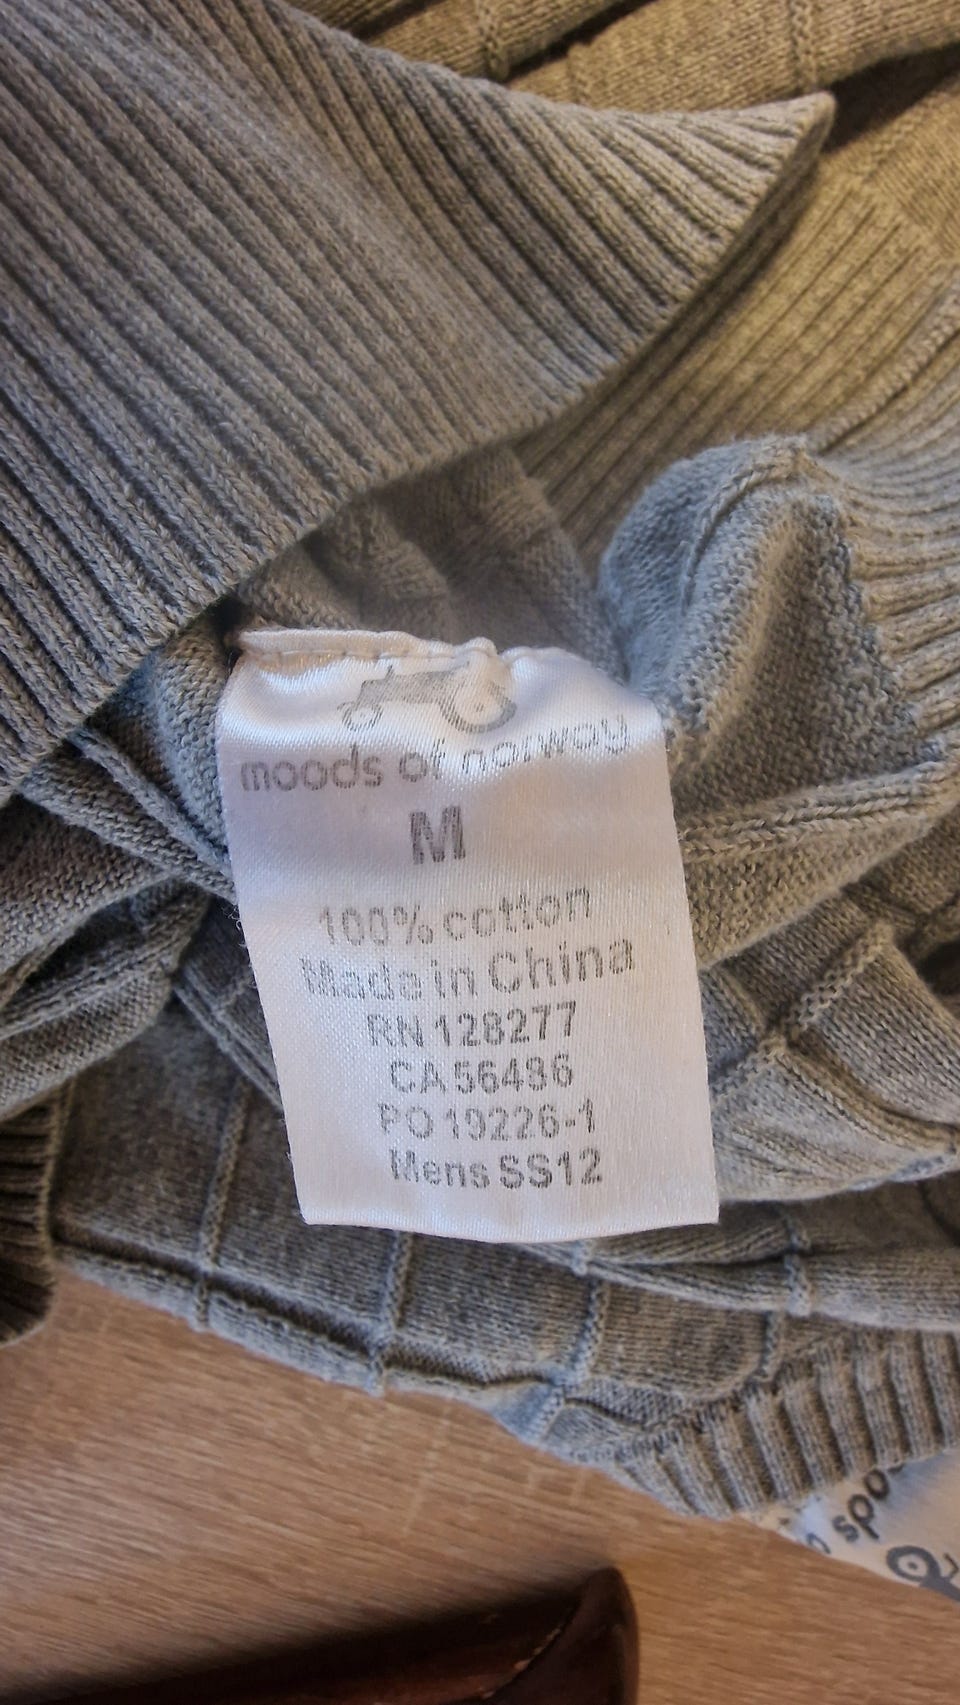 moods of norway
M
100% cotton
Made in China
RN 128277
CA 56486
PO 19226-1
Mens SS12